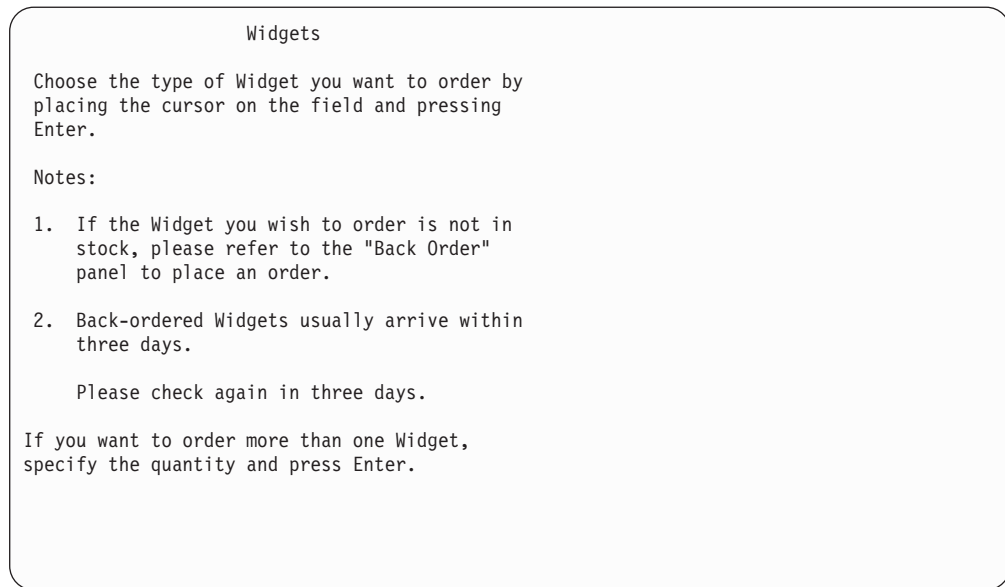 Widgets
Choose the type of Widget you want to order by
placing the cursor on the field and pressing
Enter.
Notes:
1. If the Widget you wish to order is not in
stock, please refer to the "Back Order"
panel to place an order.
2. Back-ordered Widgets usually arrive within
three days.
Please check again in three days.
If you want to order more than one Widget,
specify the quantity and press Enter.